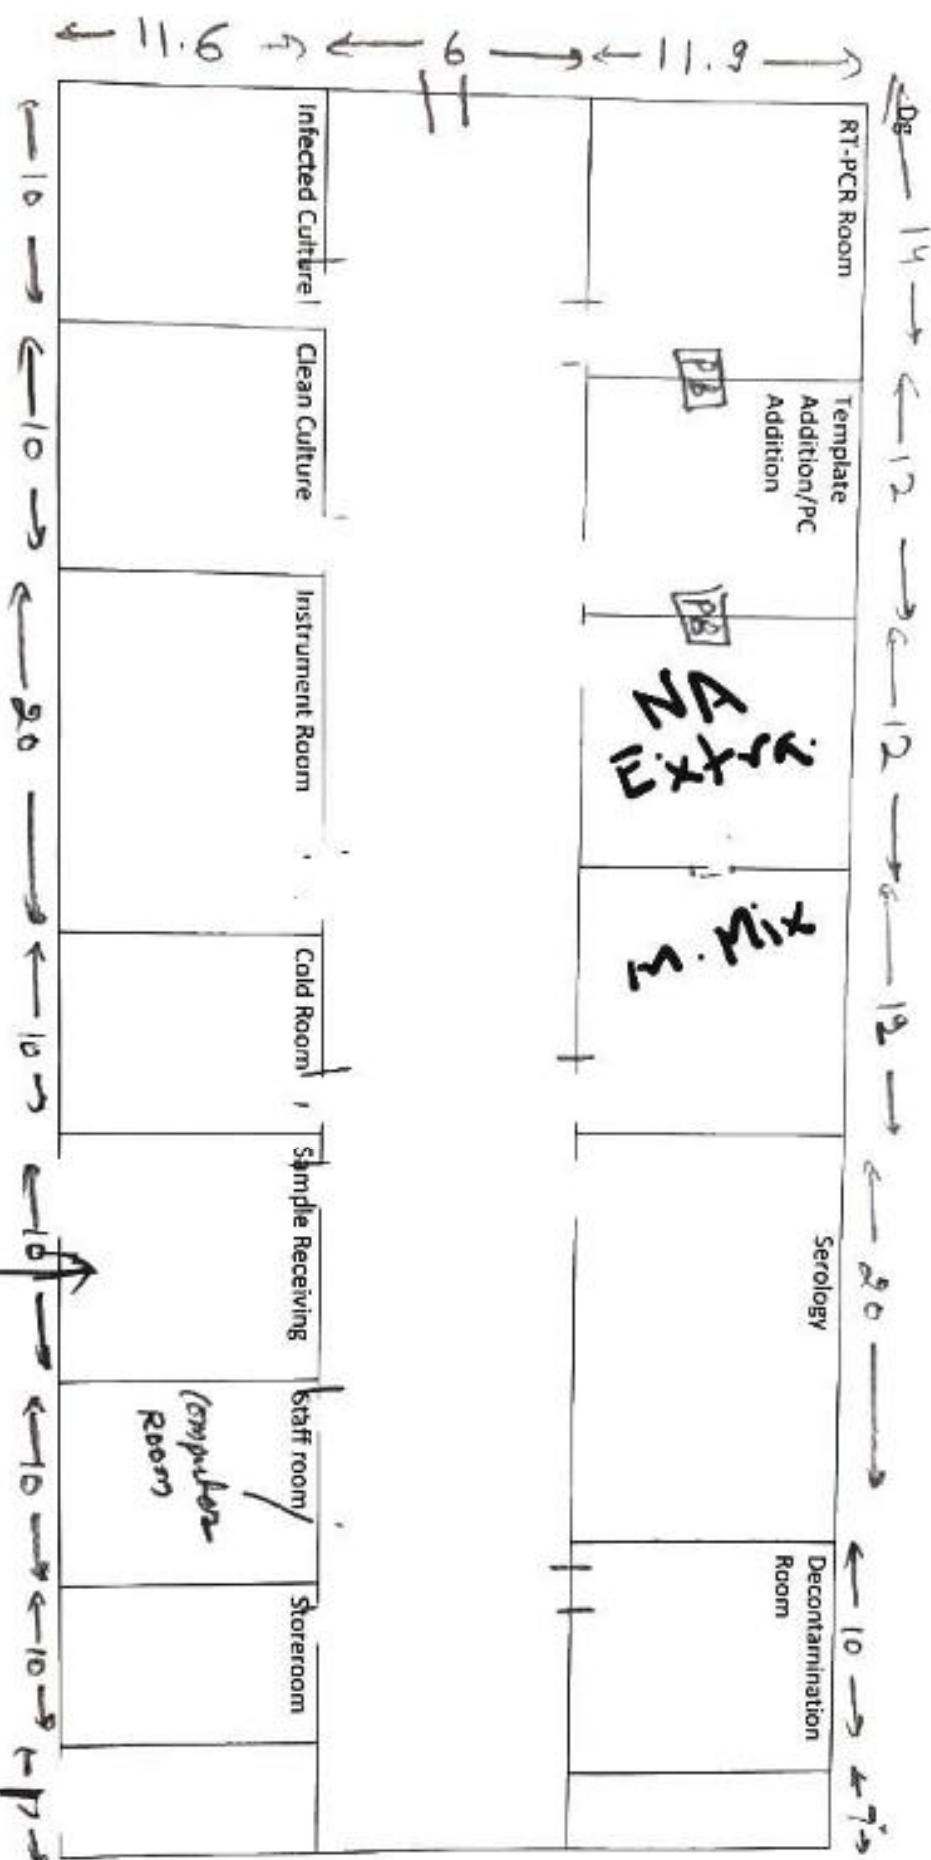 11.6
6
11.9
Dg
14
12
12
12
20
10
RT-PCR Room
Template
Addition/PC
Addition
PB
PB
NA
Extra.
m. Mix
Serology
Decontamination
Room
Infected Culture
Clean Culture
Instrument Room
Cold Room
Sample Receiving
Staff room/
Computer
Room
Storeroom
10
10
20
10
10
10
10